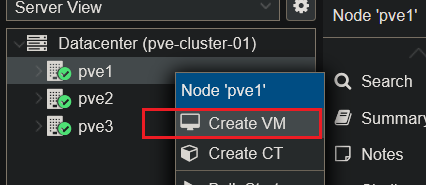 Server View
Node 'pve1'
Datacenter (pve-cluster-01)
pve1
pve2
pve3
Node 'pve1'
Create VM
Create CT
Search
Summary
Notes